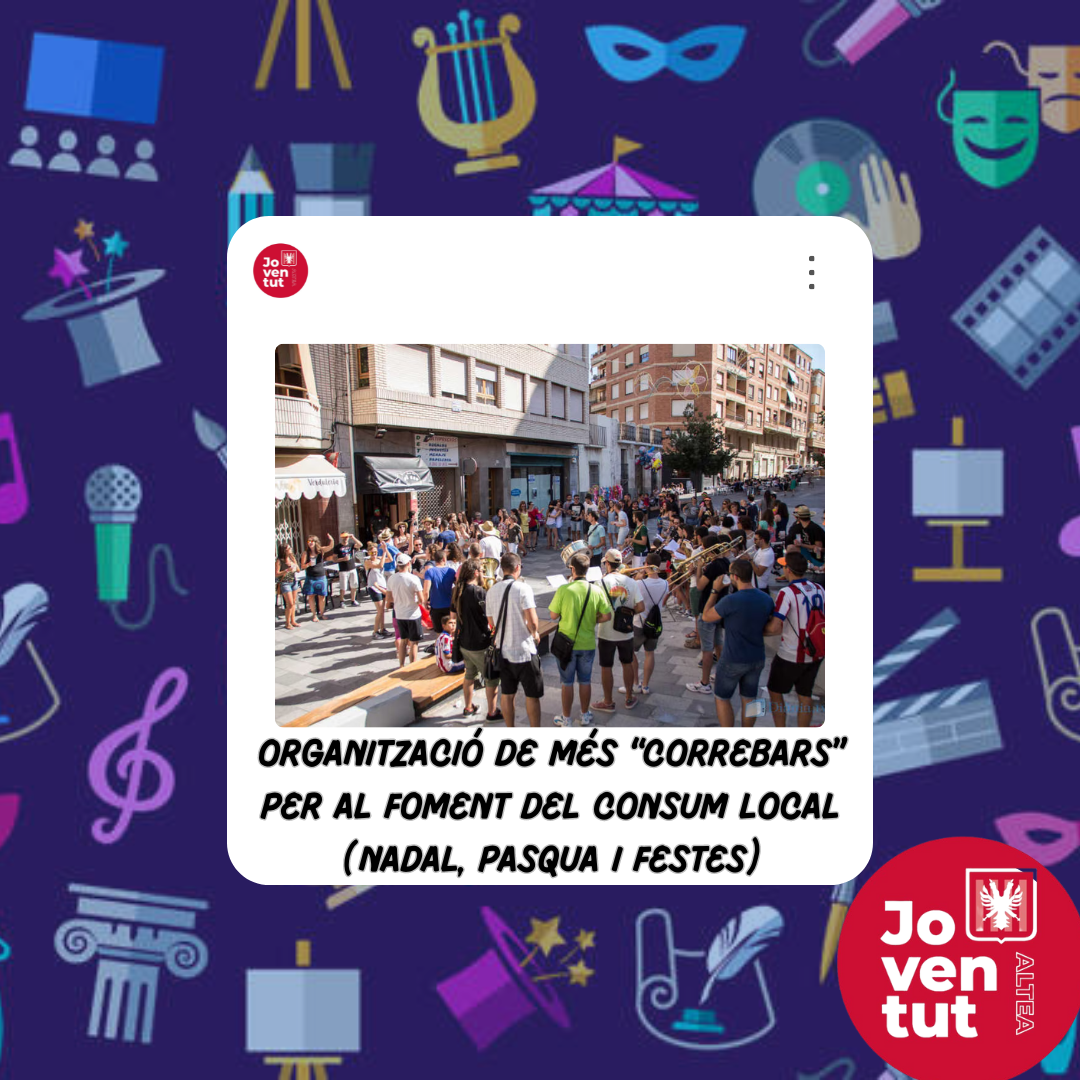 Jo
ven
tut
ORGANITZACIÓ DE MÉS “CORREBARS”
PER AL FOMENT DEL CONSUM LOCAL
(NADAL, PASQUA I FESTES)
Jo
ven
tut
ALTEA